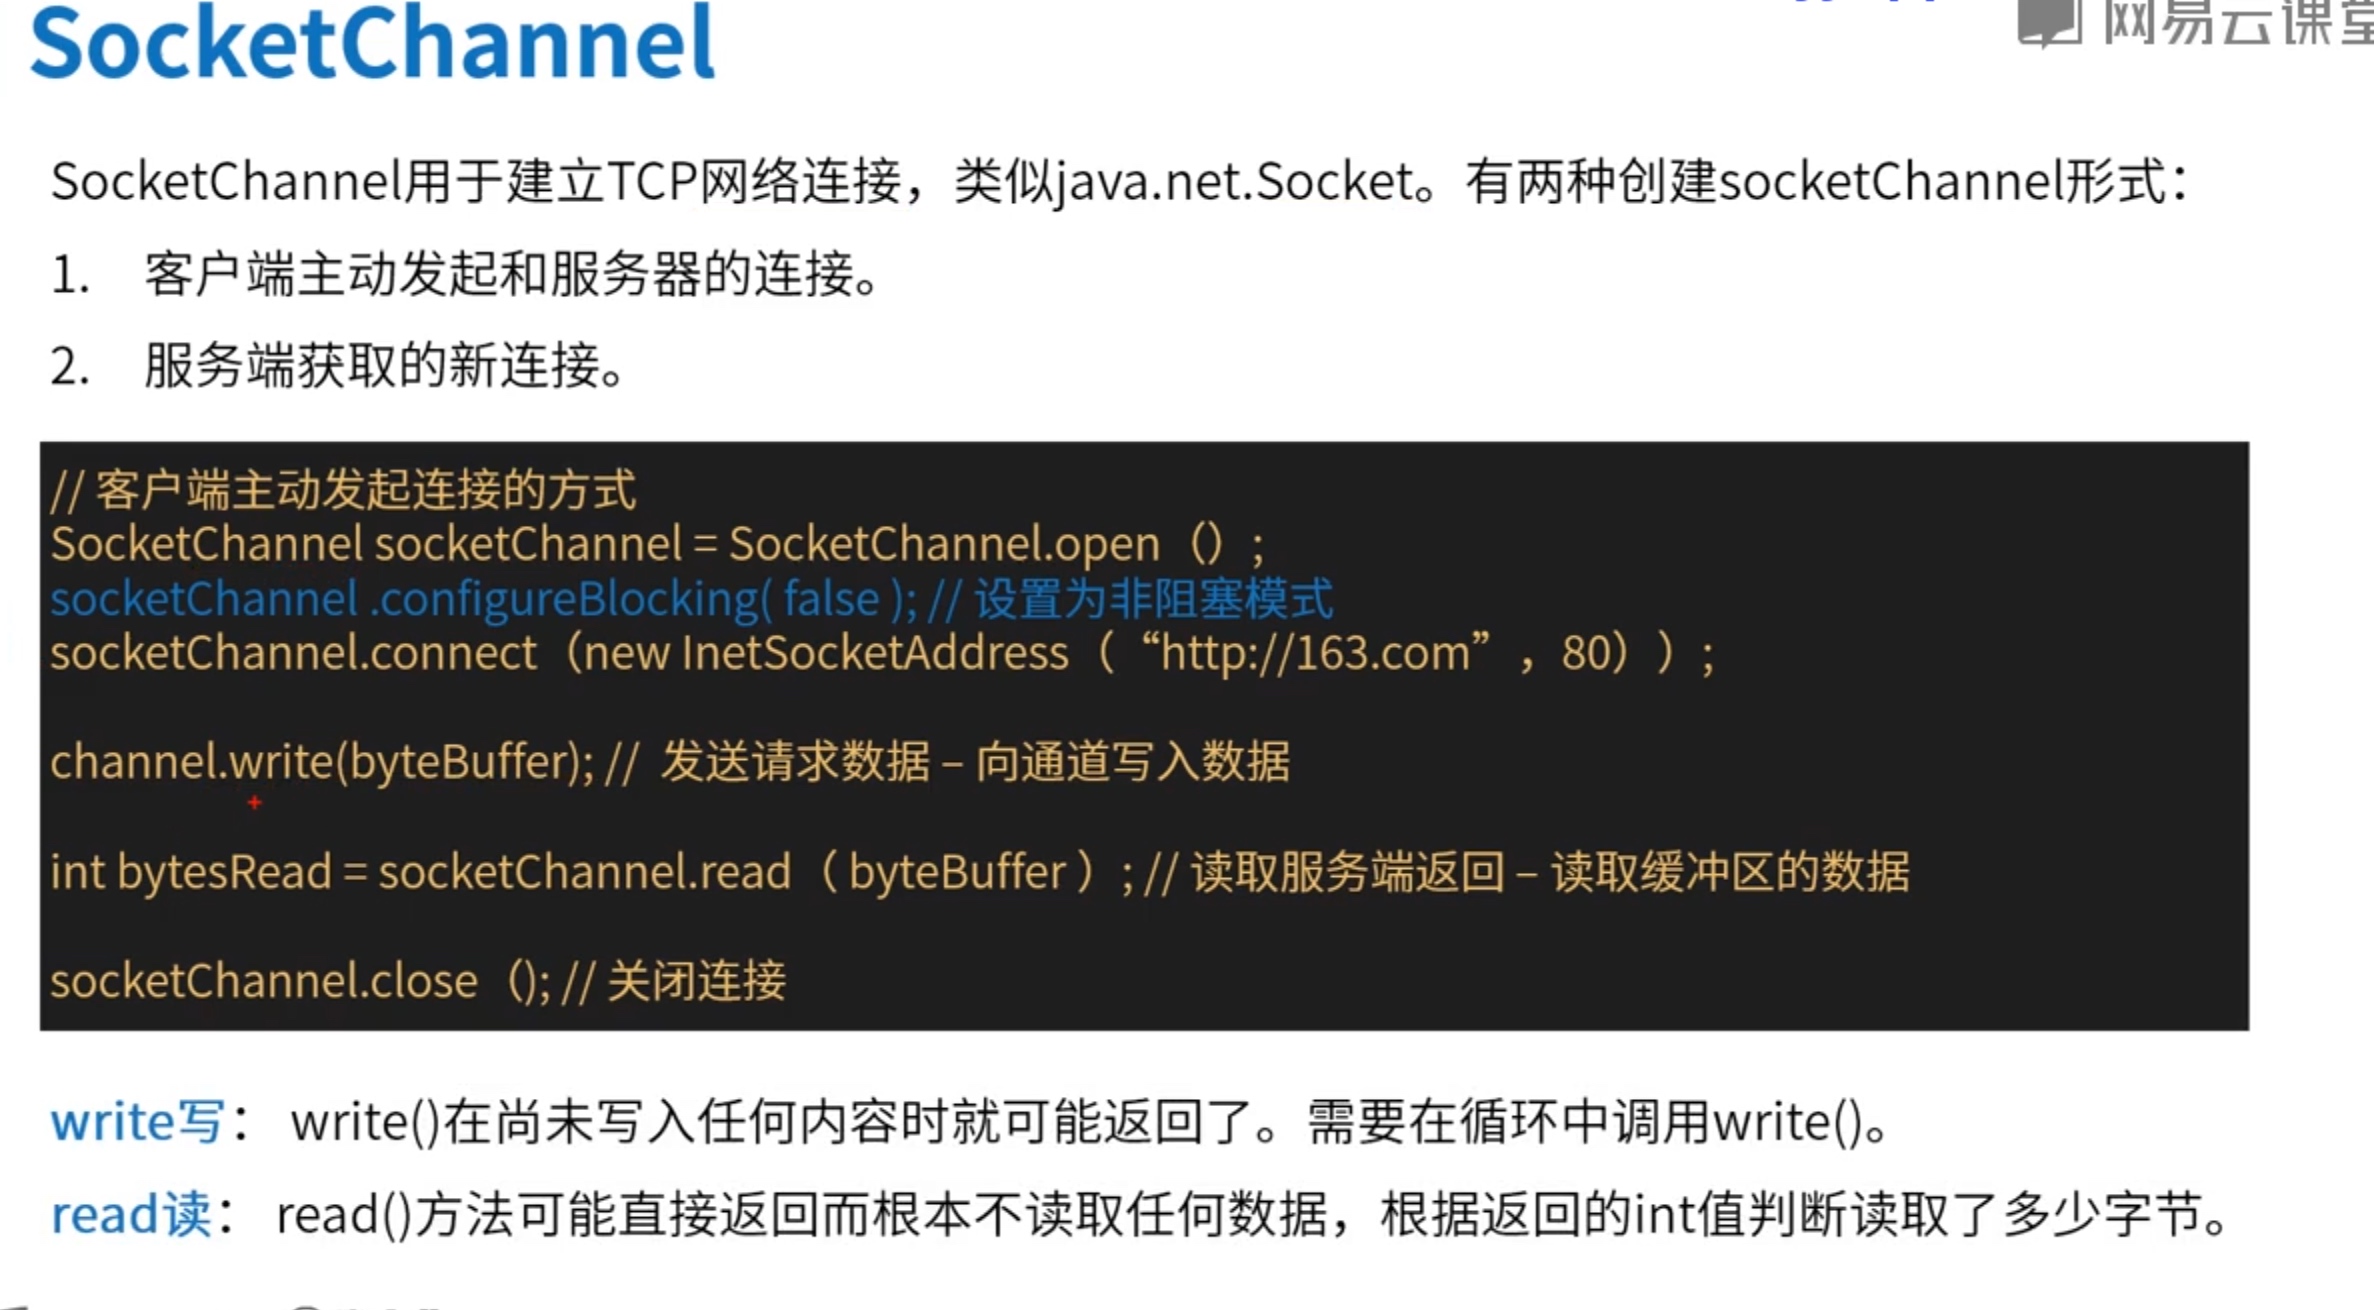 SocketChannel
网易云课堂
SocketChannel用于建立TCP网络连接，类似java.net.Socket。有两种创建socketChannel形式：
1. 客户端主动发起和服务器的连接。
2. 服务端获取的新连接。
// 客户端主动发起连接的方式
SocketChannel socketChannel = SocketChannel.open（）;
socketChannel .configureBlocking( false ); // 设置为非阻塞模式
socketChannel.connect（new InetSocketAddress（“http://163.com”，80））;
channel.write(byteBuffer); // 发送请求数据 – 向通道写入数据
int bytesRead = socketChannel.read（ byteBuffer ）; // 读取服务端返回 – 读取缓冲区的数据
socketChannel.close（); // 关闭连接
write写： write()在尚未写入任何内容时就可能返回了。需要在循环中调用write()。
read读： read()方法可能直接返回而根本不读取任何数据，根据返回的int值判断读取了多少字节。